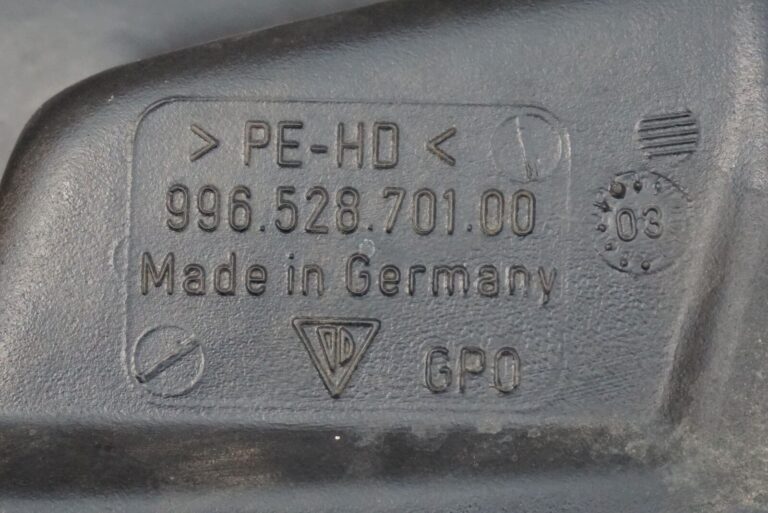 > PE-HD <
996.528.701.00
03
Made in Germany
GPO